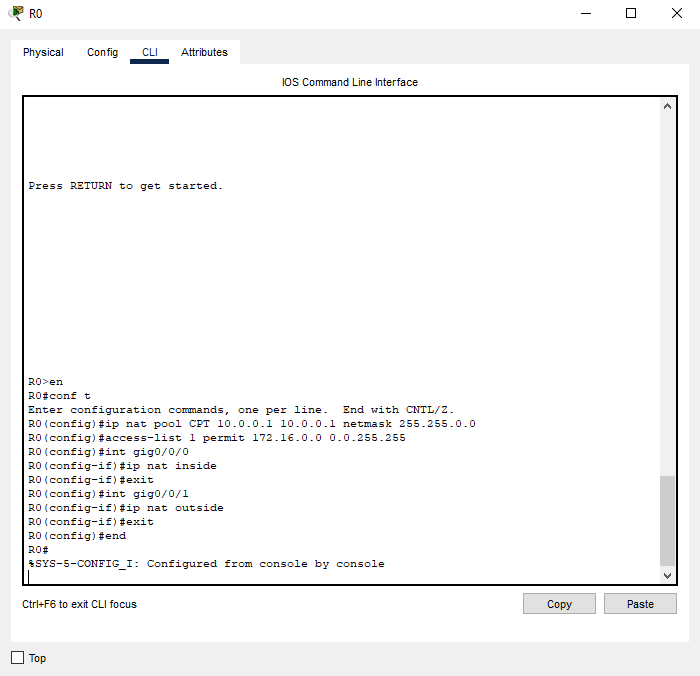 R0
Physical Config CLI Attributes
IOS Command Line Interface
Press RETURN to get started.
R0>en
R0#conf t
Enter configuration commands, one per line.  End with CNTL/Z.
R0(config)#ip nat pool CPT 10.0.0.1 10.0.0.1 netmask 255.255.0.0
R0(config)#access-list 1 permit 172.16.0.0 0.0.255.255
R0(config)#int gig0/0/0
R0(config-if)#ip nat inside
R0(config-if)#exit
R0(config)#int gig0/0/1
R0(config-if)#ip nat outside
R0(config-if)#exit
R0(config)#end
R0#
%SYS-5-CONFIG_I: Configured from console by console
Ctrl+F6 to exit CLI focus Copy Paste
Top